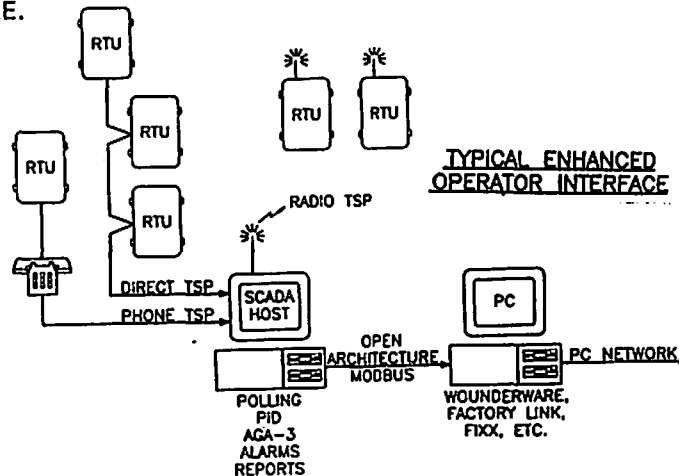 E.
RTU
RTU
RTU
RTU
RTU
RTU
TYPICAL ENHANCED
OPERATOR INTERFACE
RADIO TSP
DIRECT TSP
PHONE TSP
SCADA
HOST
PC
OPEN
ARCHITECTURE
MODBUS
PC NETWORK
POLLING
PID
AGA-3
ALARMS
REPORTS
WOUNDERWARE,
FACTORY LINK,
FIXX, ETC.